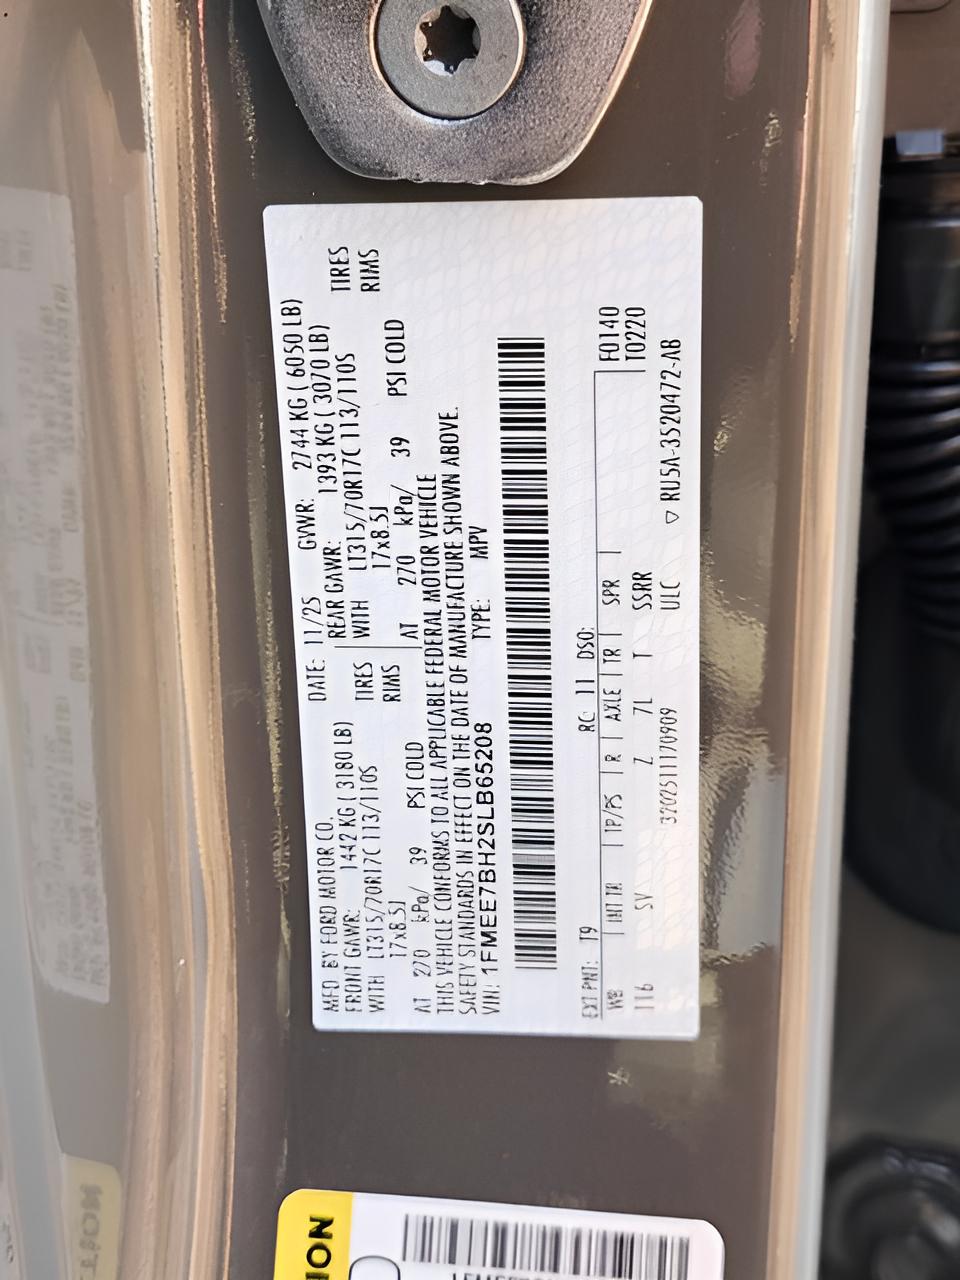 MFD BY FORD MOTOR CO. DATE: 11/25 GVWR: 2744 KG ( 6050 LB)
FRONT GAWR: 1442 KG ( 3180 LB) REAR GAWR: 1393 KG ( 3070 LB)
WITH LT315/70R17C 113/110S TIRES WITH LT315/70R17C 113/110S TIRES
17x8.5J RIMS 17x8.5J RIMS
AT 270 kPa/ 39 PSI COLD AT 270 kPa/ 39 PSI COLD
THIS VEHICLE CONFORMS TO ALL APPLICABLE FEDERAL MOTOR VEHICLE
SAFETY STANDARDS IN EFFECT ON THE DATE OF MANUFACTURE SHOWN ABOVE.
VIN: 1FMEE7BH2SLB65208 TYPE: MPV
EXT PNT: T9 RC: 11 DSO: F0140
WB INT TR TP/PS R AXLE TR SPR T0220
116 SV Z 7L T SSRR
32025111170909 ULC ▽ RU5A-3520472-AB